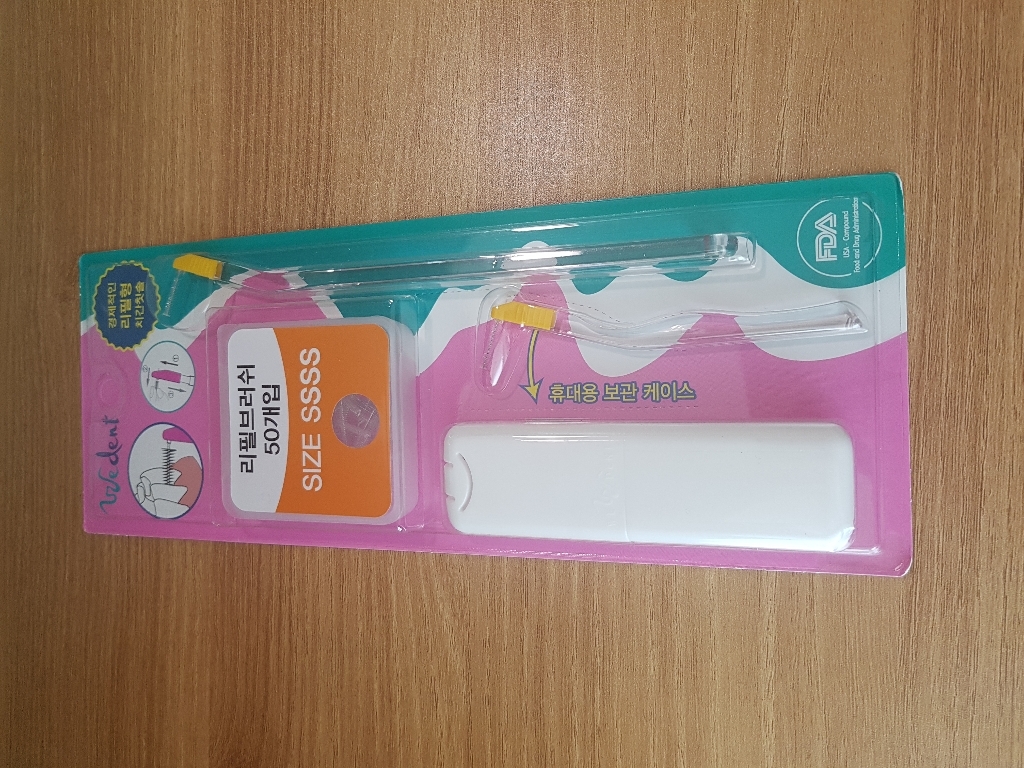 Wedent
경제적인
리필형
치간칫솔
리필브러쉬
50개입
SIZE SSSS
휴대용 보관 케이스
FDA
USA - Compound
Food and Drug Administration